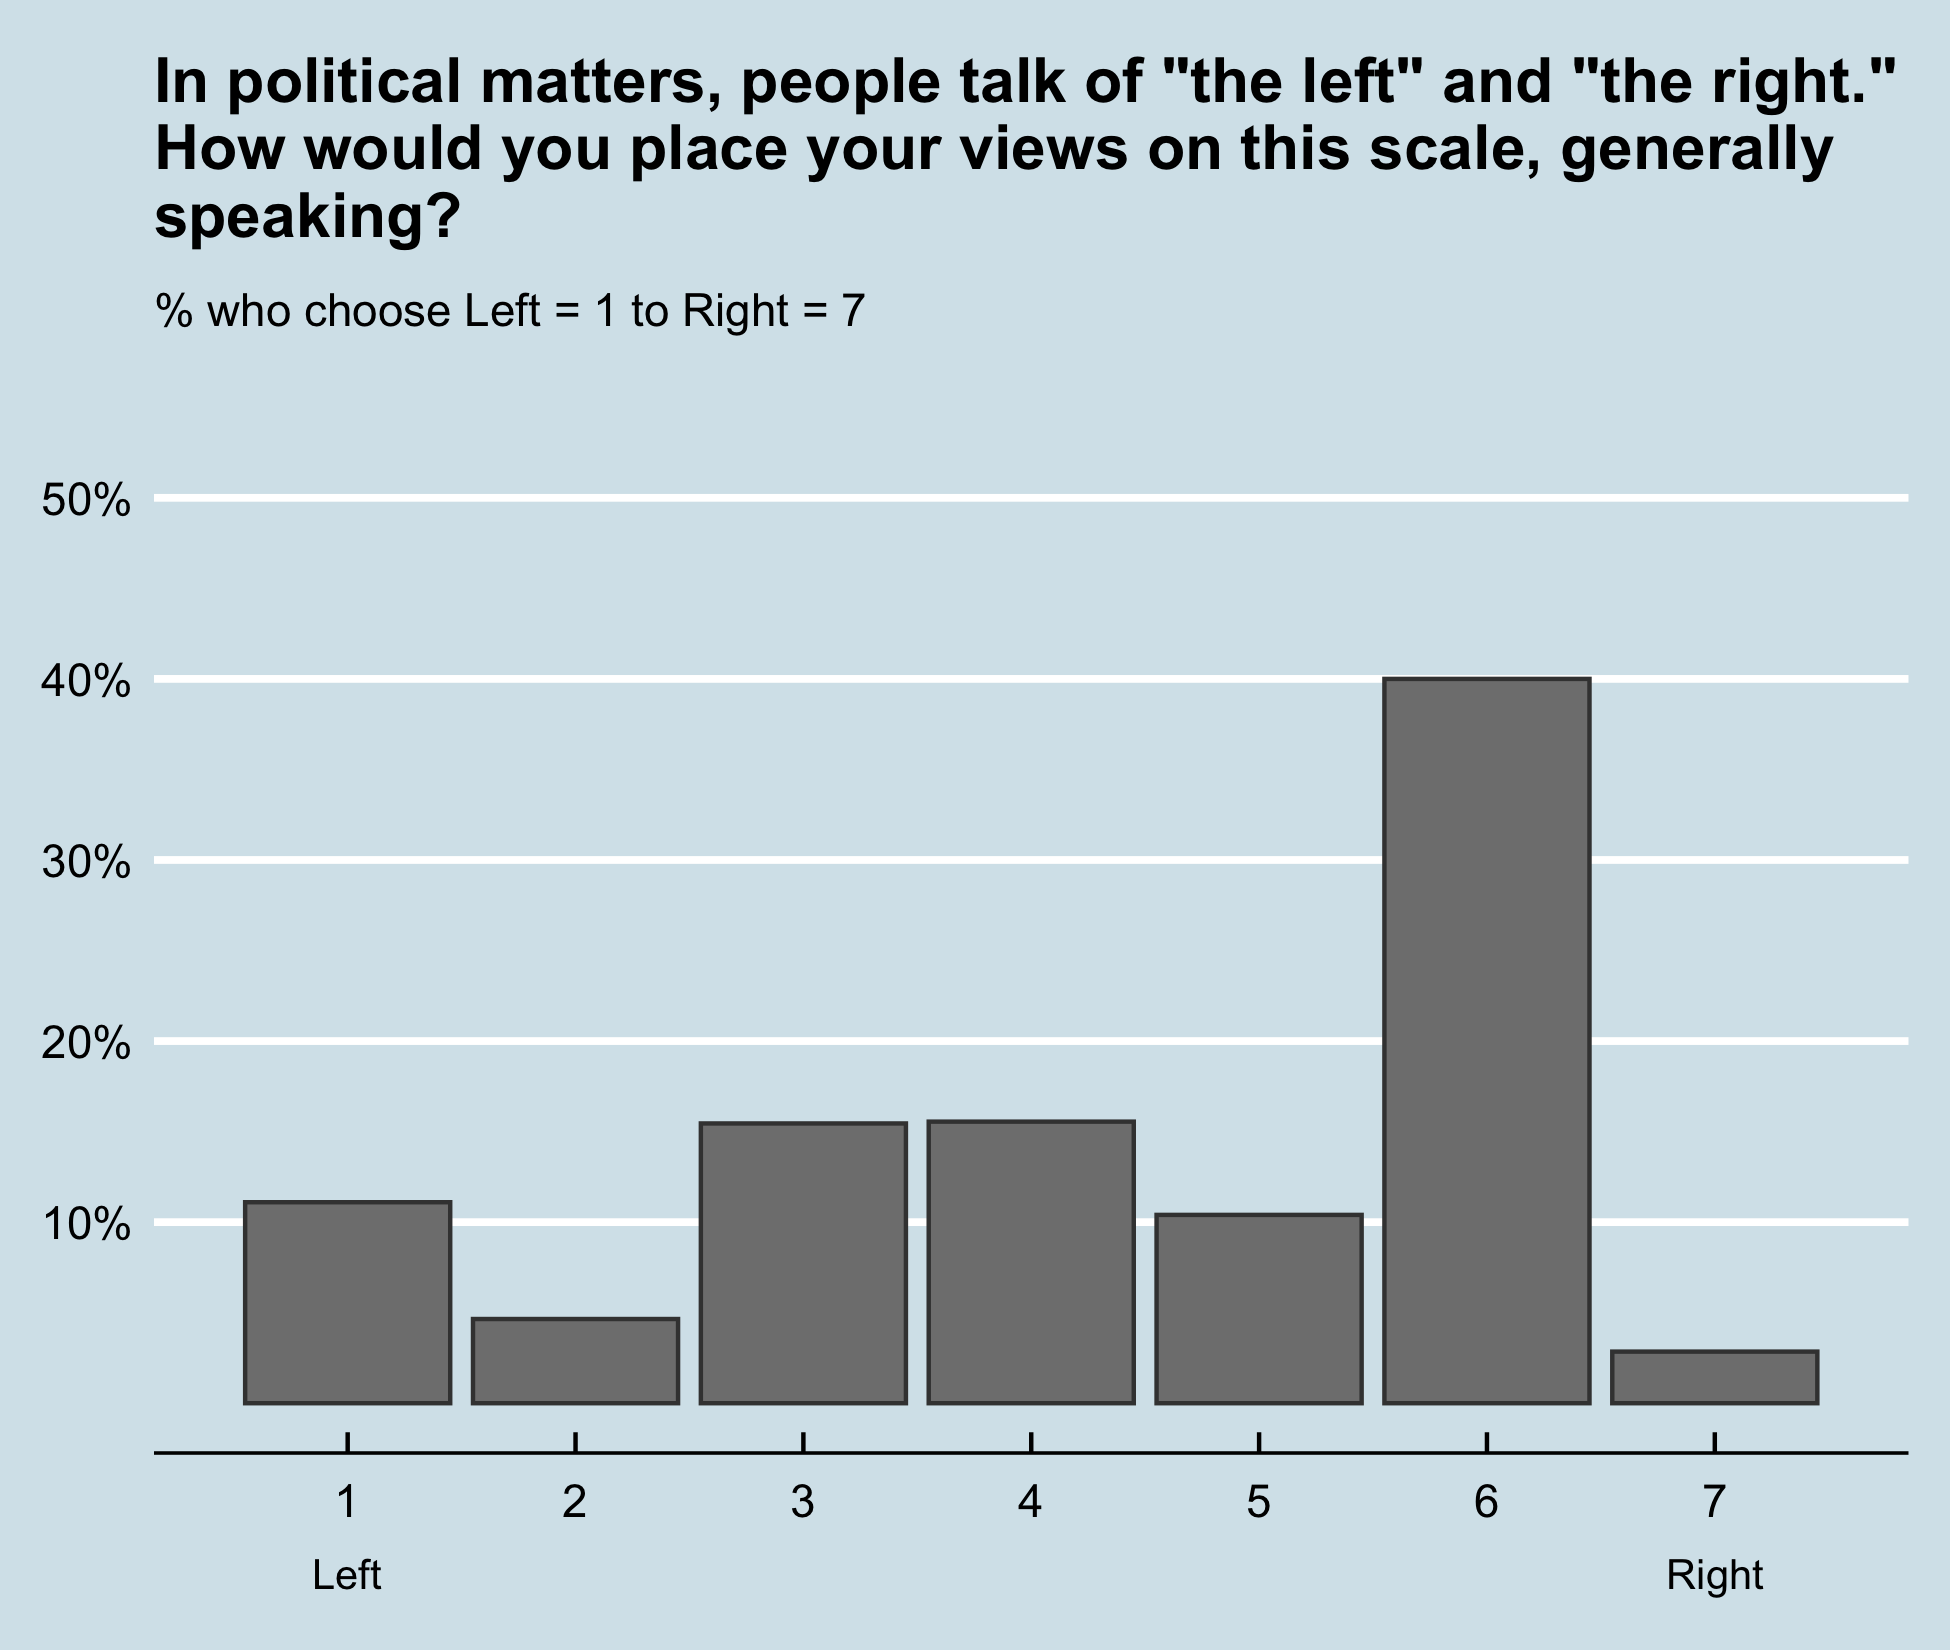 In political matters, people talk of "the left" and "the right."
How would you place your views on this scale, generally
speaking?
% who choose Left = 1 to Right = 7
50%
40%
30%
20%
10%
1 2 3 4 5 6 7
Left Right